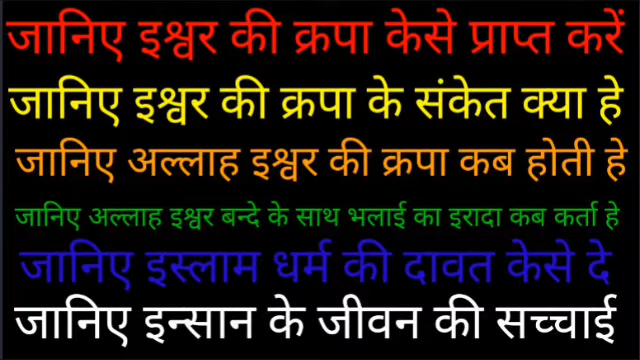 जानिए इश्वर की क्रपा केसे प्राप्त करें
जानिए इश्वर की क्रपा के संकेत क्या हे
जानिए अल्लाह इश्वर की क्रपा कब होती हे
जानिए अल्लाह इश्वर बन्दे के साथ भलाई का इरादा कब कर्ता हे
जानिए इस्लाम धर्म की दावत केसे दे
जानिए इन्सान के जीवन की सच्चाई